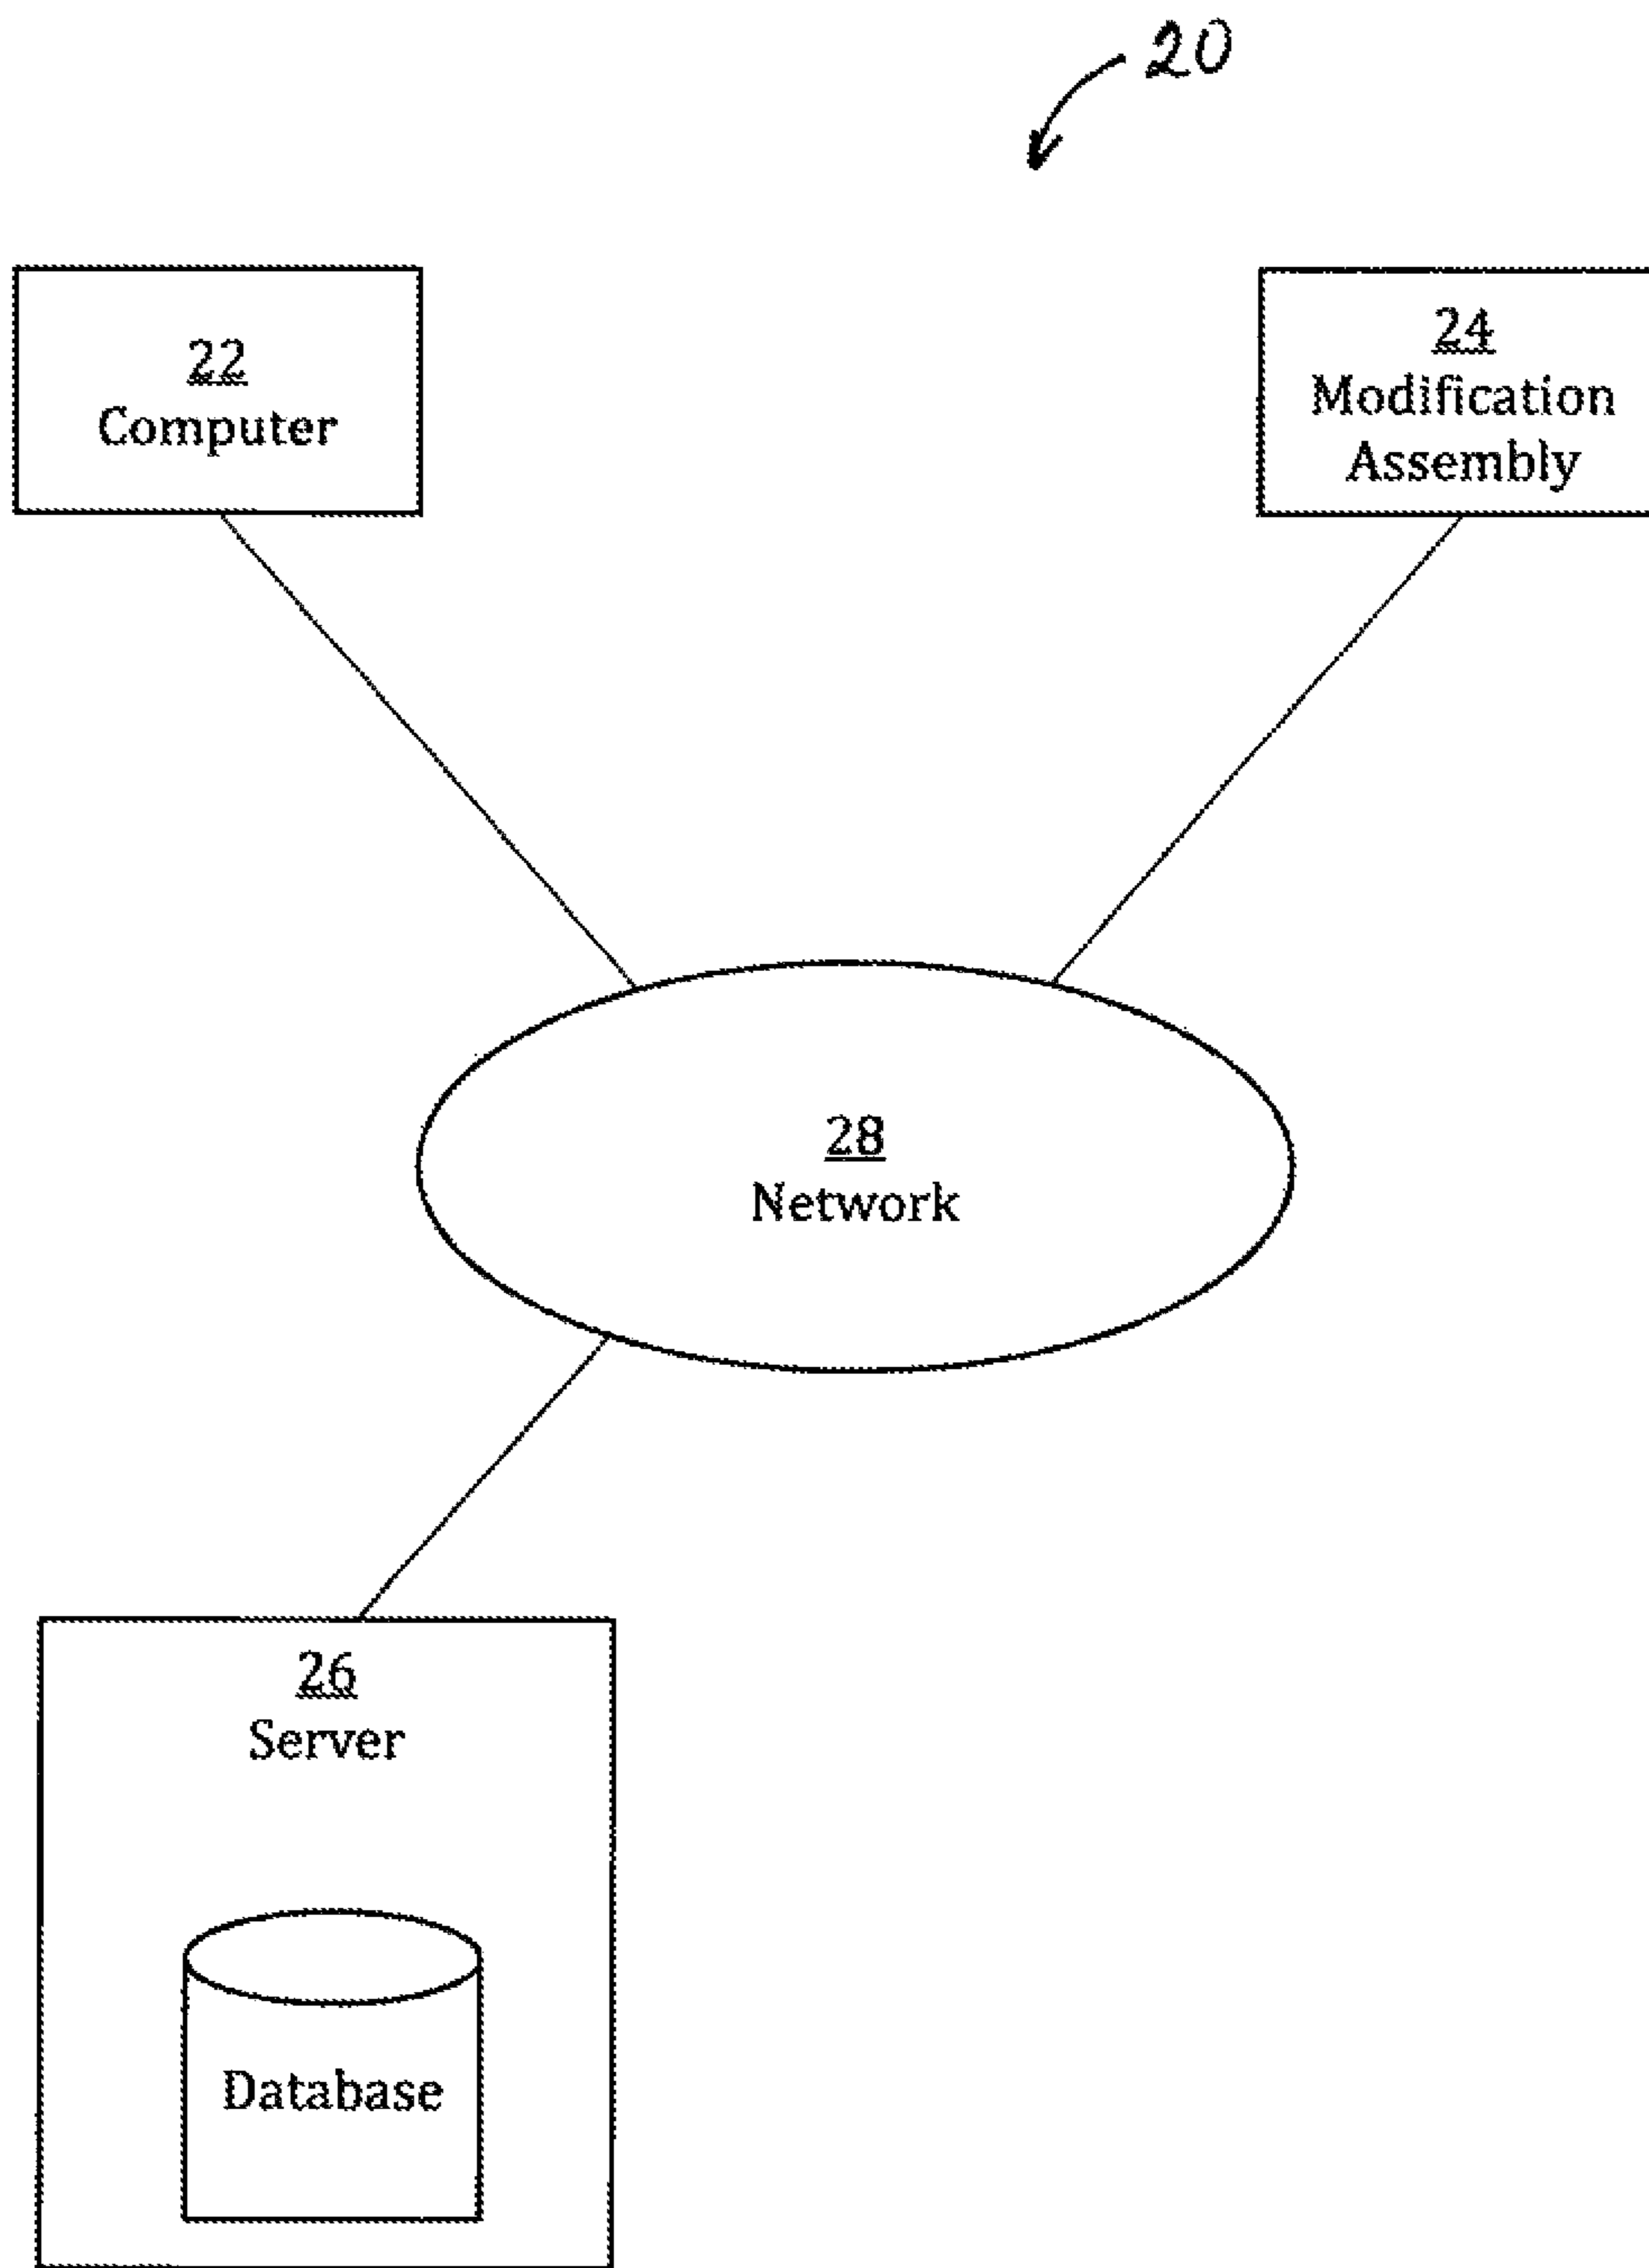 20
22
Computer
24
Modification
Assembly
28
Network
26
Server
Database